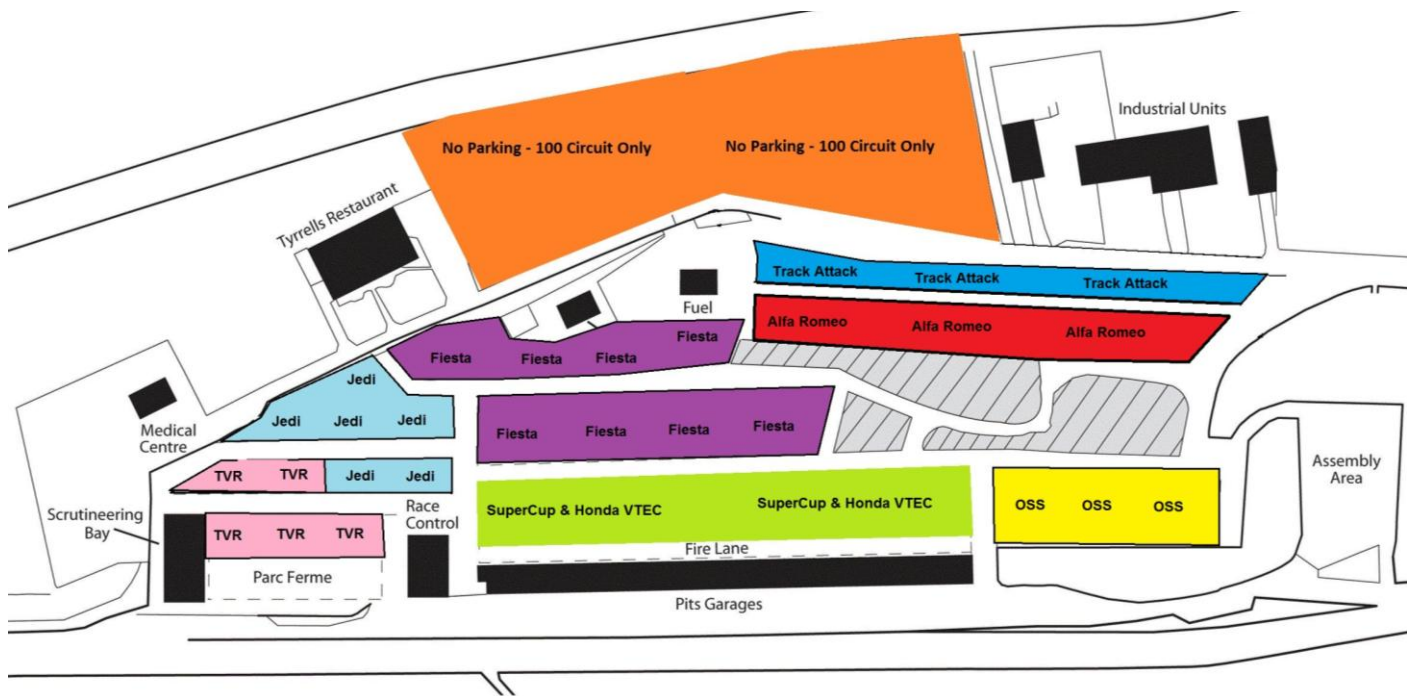 No Parking - 100 Circuit Only
No Parking - 100 Circuit Only
Industrial Units
Tyrrells Restaurant
Track Attack
Track Attack
Track Attack
Fuel
Alfa Romeo
Alfa Romeo
Alfa Romeo
Fiesta
Fiesta
Fiesta
Fiesta
Jedi
Jedi
Jedi
Jedi
Medical
Centre
Fiesta
Fiesta
Fiesta
Fiesta
TVR
TVR
Jedi
Jedi
Assembly
Area
Scrutineering
Bay
Race
Control
SuperCup & Honda VTEC
SuperCup & Honda VTEC
OSS
OSS
OSS
TVR
TVR
TVR
Fire Lane
Parc Ferme
Pits Garages